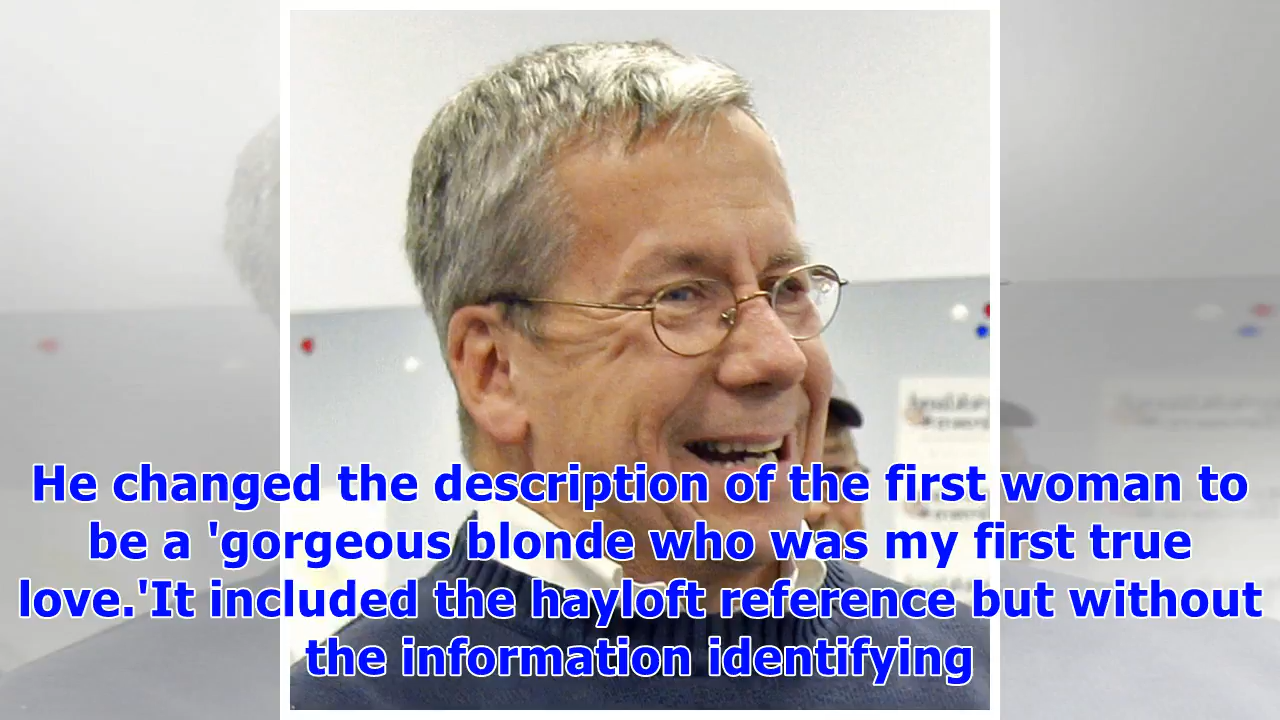 He changed the description of the first woman to
be a 'gorgeous blonde who was my first true
love.'It included the hayloft reference but without
the information identifying